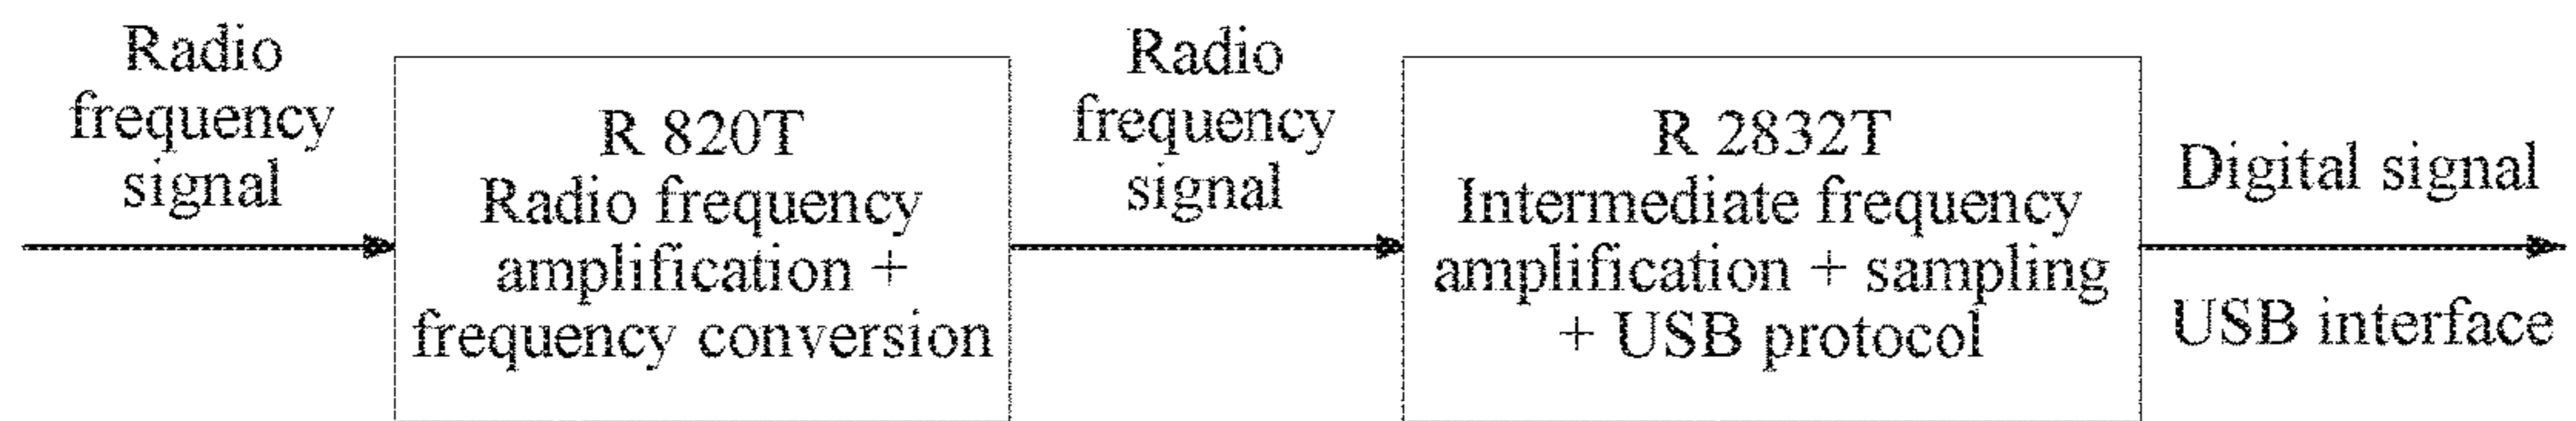 Radio
frequency
signal
R 820T
Radio frequency
amplification +
frequency conversion
Radio
frequency
signal
R 2832T
Intermediate frequency
amplification + sampling
+ USB protocol
Digital signal
USB interface